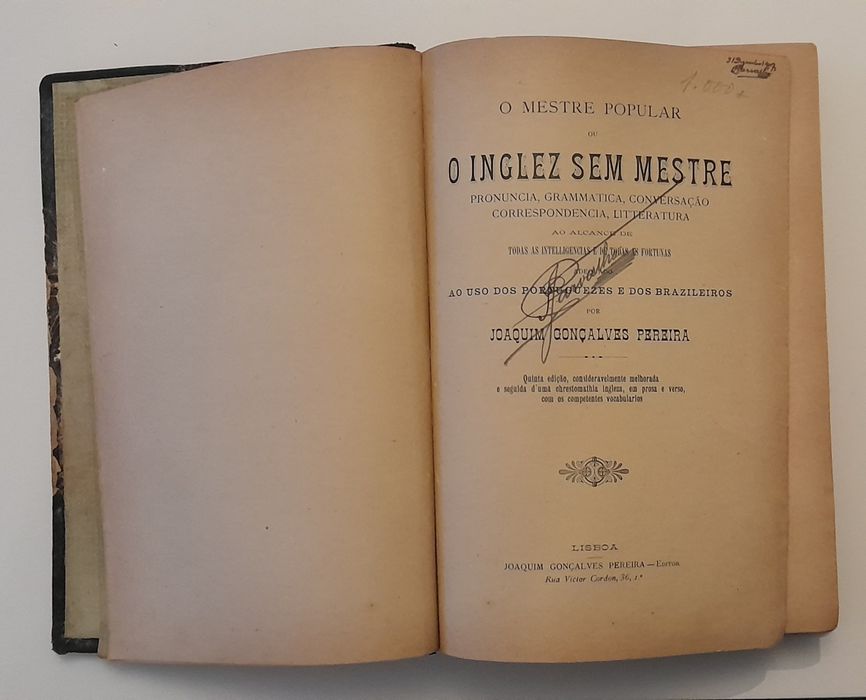 1.000
O MESTRE POPULAR
OU
O INGLEZ SEM MESTRE
PRONUNCIA, GRAMMATICA, CONVERSAÇÃO
CORRESPONDENCIA, LITTERATURA
AO ALCANCE DE
TODAS AS INTELLIGENCIAS E DE TODAS AS FORTUNAS
AO USO DOS PORTUGUEZES E DOS BRAZILEIROS
POR
JOAQUIM GONÇALVES PEREIRA
Quinta edição, consideravelmente melhorada
e seguida d'uma chrestomathia ingleza, em prosa e verso,
com os competentes vocabularios
LISBOA
JOAQUIM GONÇALVES PEREIRA—EDITOR
Rua Victor Cordon, 36, 1.º